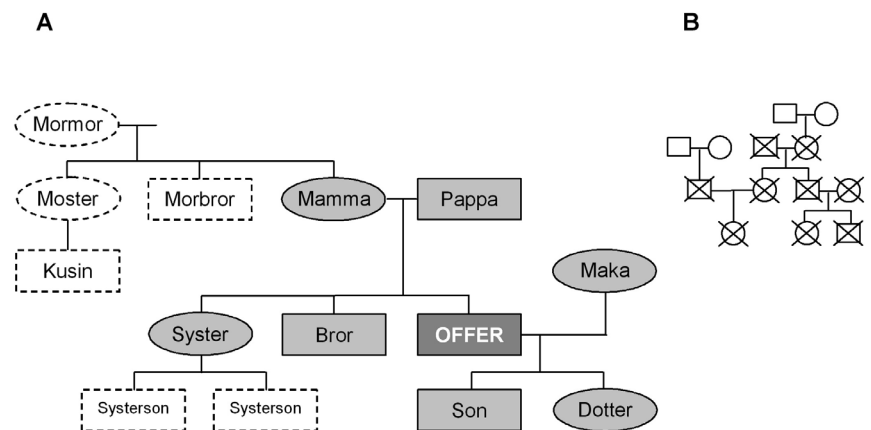 A
B
Mormor
Moster
Morbror
Mamma
Pappa
Kusin
Maka
Syster
Bror
OFFER
Systerson
Systerson
Son
Dotter